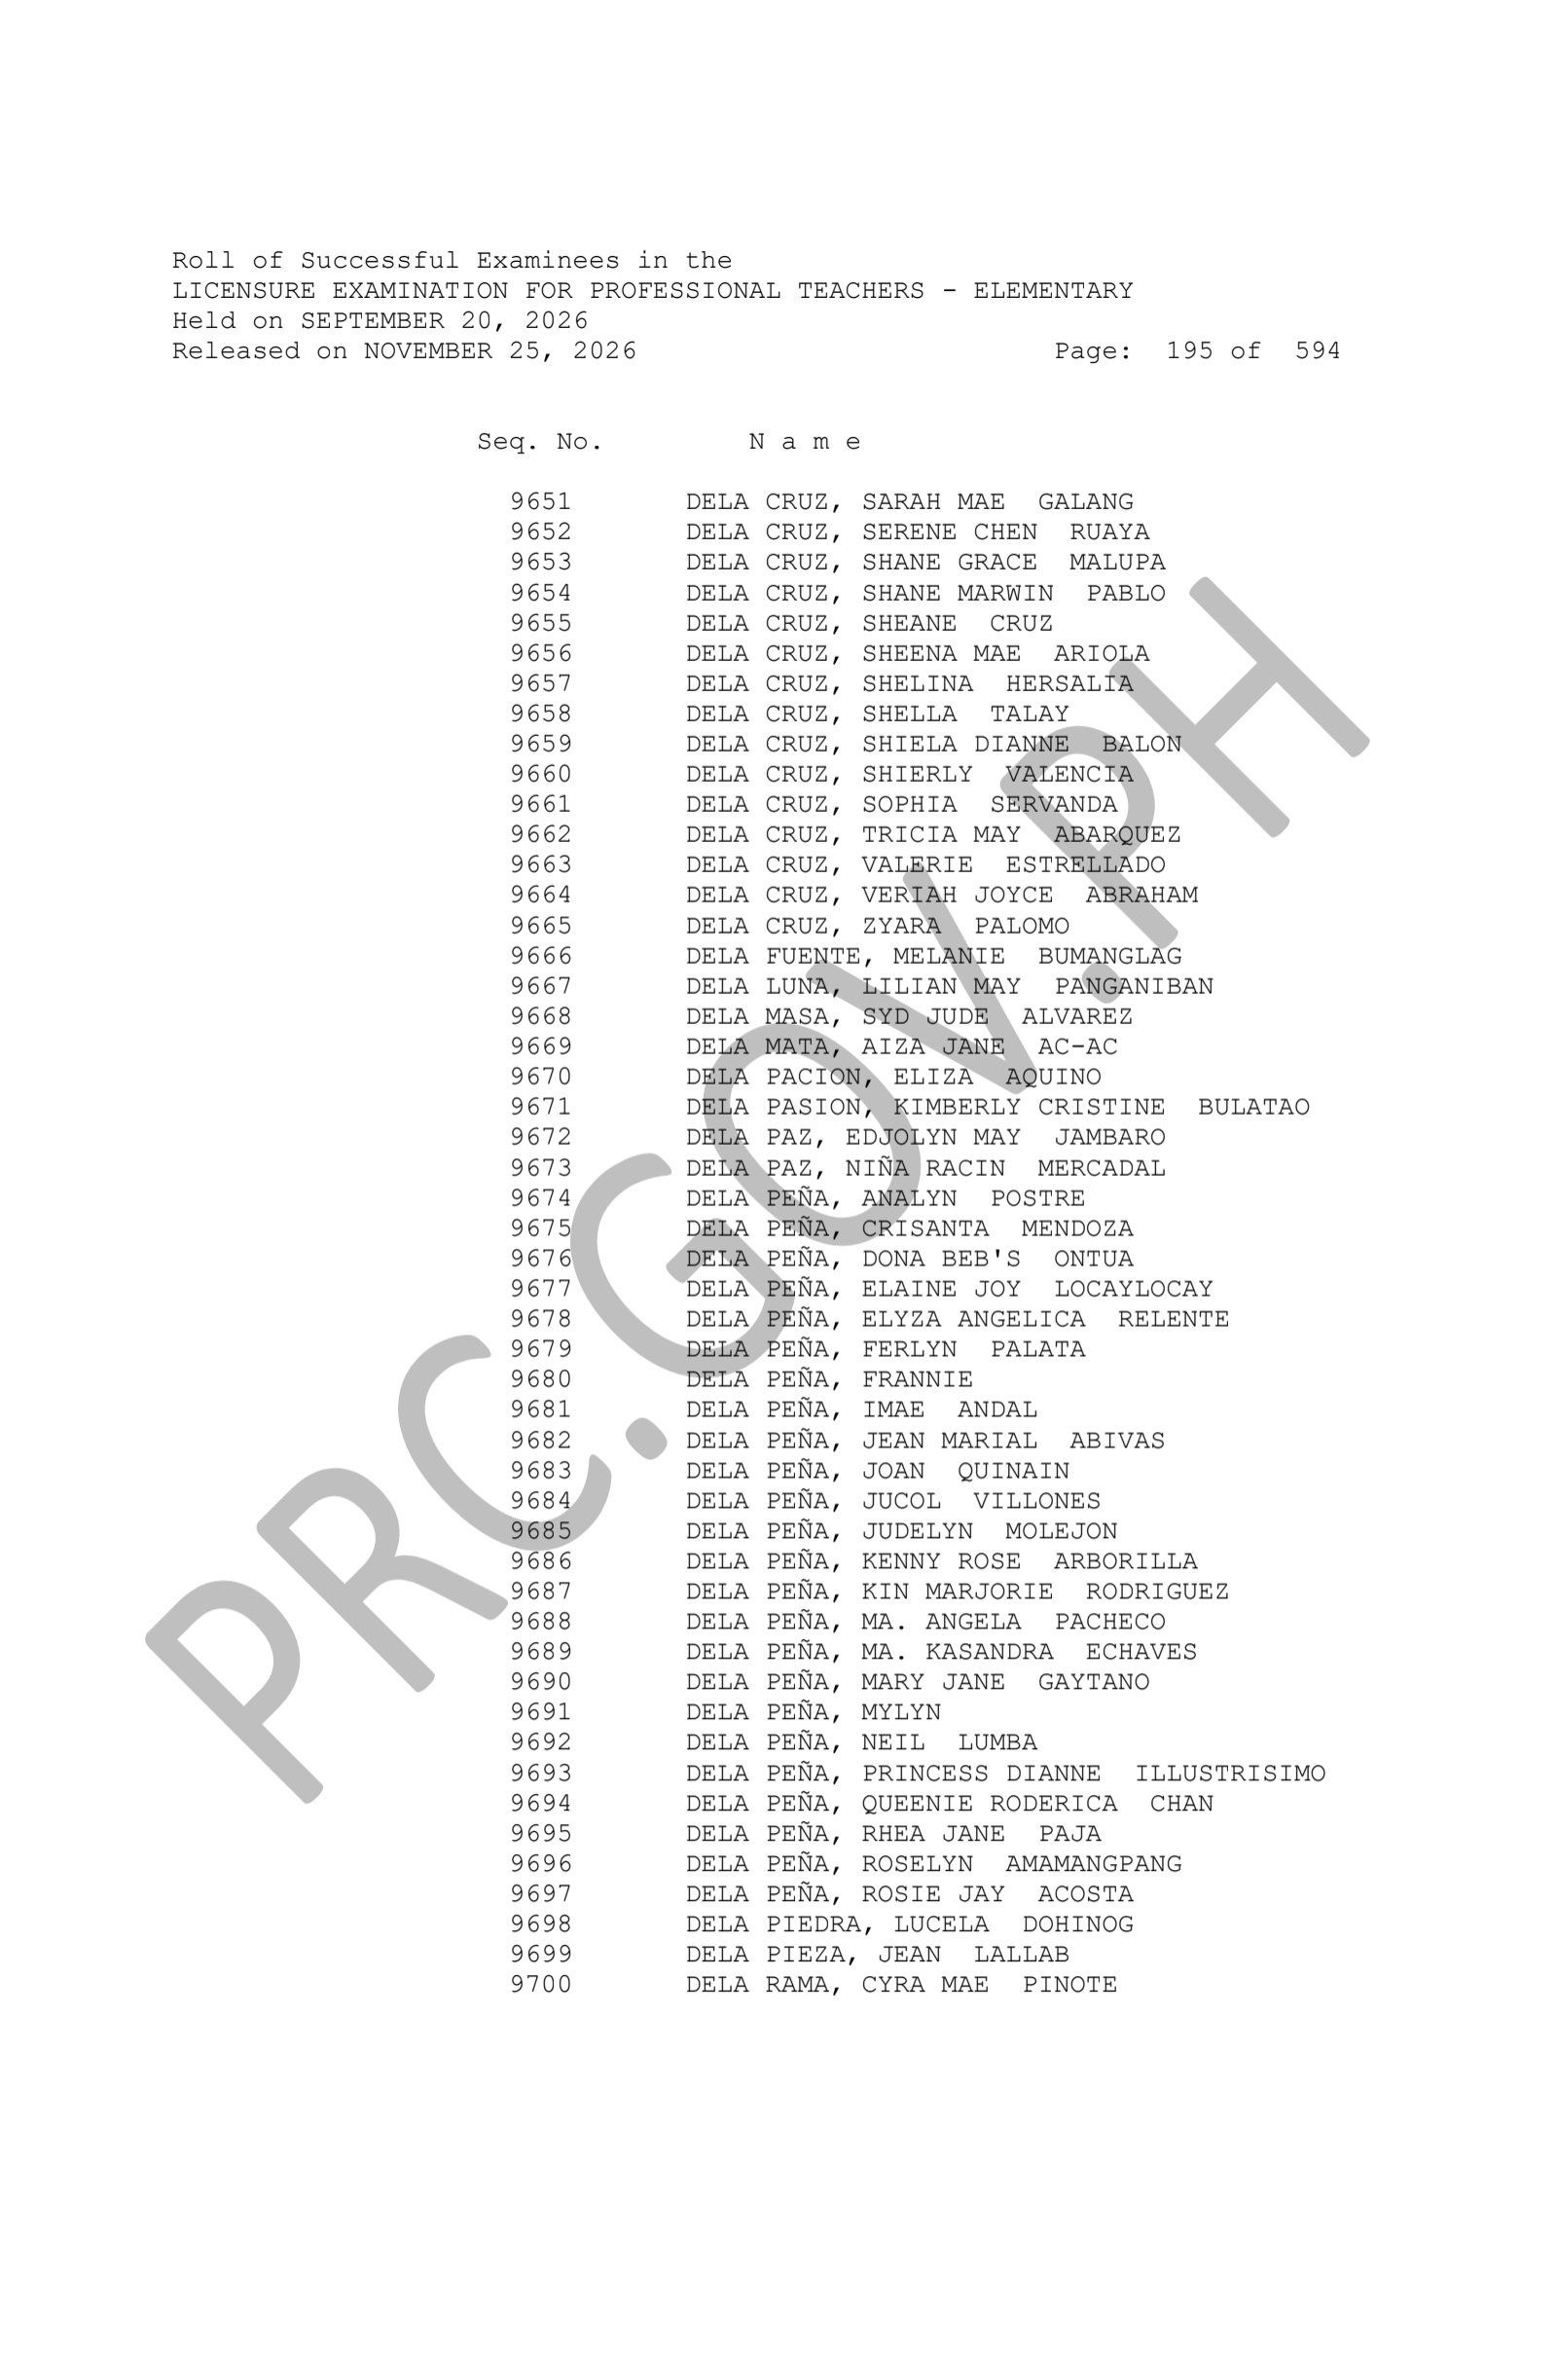 Roll of Successful Examinees in the
LICENSURE EXAMINATION FOR PROFESSIONAL TEACHERS - ELEMENTARY
Held on SEPTEMBER 20, 2026
Released on NOVEMBER 25, 2026 Page: 195 of 594
Seq. No. N a m e
9651 DELA CRUZ, SARAH MAE GALANG
9652 DELA CRUZ, SERENE CHEN RUAYA
9653 DELA CRUZ, SHANE GRACE MALUPA
9654 DELA CRUZ, SHANE MARWIN PABLO
9655 DELA CRUZ, SHEANE CRUZ
9656 DELA CRUZ, SHEENA MAE ARIOLA
9657 DELA CRUZ, SHELINA HERSALIA
9658 DELA CRUZ, SHELLA TALAY
9659 DELA CRUZ, SHIELA DIANNE BALON
9660 DELA CRUZ, SHIERLY VALENCIA
9661 DELA CRUZ, SOPHIA SERVANDA
9662 DELA CRUZ, TRICIA MAY ABARQUEZ
9663 DELA CRUZ, VALERIE ESTRELLADO
9664 DELA CRUZ, VERIAH JOYCE ABRAHAM
9665 DELA CRUZ, ZYARA PALOMO
9666 DELA FUENTE, MELANIE BUMANGLAG
9667 DELA LUNA, LILIAN MAY PANGANIBAN
9668 DELA MASA, SYD JUDE ALVAREZ
9669 DELA MATA, AIZA JANE AC-AC
9670 DELA PACION, ELIZA AQUINO
9671 DELA PASION, KIMBERLY CRISTINE BULATAO
9672 DELA PAZ, EDJOLYN MAY JAMBARO
9673 DELA PAZ, NIÑA RACIN MERCADAL
9674 DELA PEÑA, ANALYN POSTRE
9675 DELA PEÑA, CRISANTA MENDOZA
9676 DELA PEÑA, DONA BEB'S ONTUA
9677 DELA PEÑA, ELAINE JOY LOCAYLOCAY
9678 DELA PEÑA, ELYZA ANGELICA RELENTE
9679 DELA PEÑA, FERLYN PALATA
9680 DELA PEÑA, FRANNIE
9681 DELA PEÑA, IMAE ANDAL
9682 DELA PEÑA, JEAN MARIAL ABIVAS
9683 DELA PEÑA, JOAN QUINAIN
9684 DELA PEÑA, JUCOL VILLONES
9685 DELA PEÑA, JUDELYN MOLEJON
9686 DELA PEÑA, KENNY ROSE ARBORILLA
9687 DELA PEÑA, KIN MARJORIE RODRIGUEZ
9688 DELA PEÑA, MA. ANGELA PACHECO
9689 DELA PEÑA, MA. KASANDRA ECHAVES
9690 DELA PEÑA, MARY JANE GAYTANO
9691 DELA PEÑA, MYLYN
9692 DELA PEÑA, NEIL LUMBA
9693 DELA PEÑA, PRINCESS DIANNE ILLUSTRISIMO
9694 DELA PEÑA, QUEENIE RODERICA CHAN
9695 DELA PEÑA, RHEA JANE PAJA
9696 DELA PEÑA, ROSELYN AMAMANGPANG
9697 DELA PEÑA, ROSIE JAY ACOSTA
9698 DELA PIEDRA, LUCELA DOHINOG
9699 DELA PIEZA, JEAN LALLAB
9700 DELA RAMA, CYRA MAE PINOTE
PRC.GOV.PH